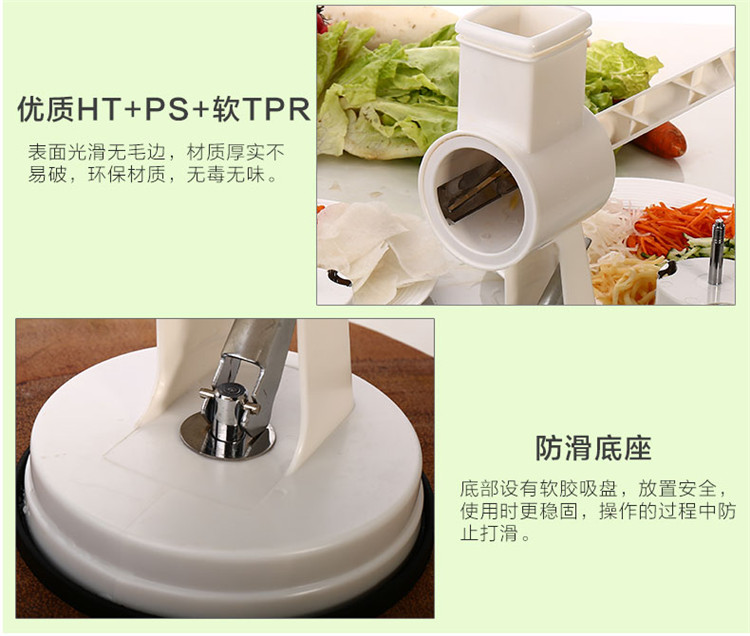 优质HT+PS+软TPR
表面光滑无毛边，材质厚实不
易破，环保材质，无毒无味。
防滑底座
底部设有软胶吸盘，放置安全，
使用时更稳固，操作的过程中防
止打滑。